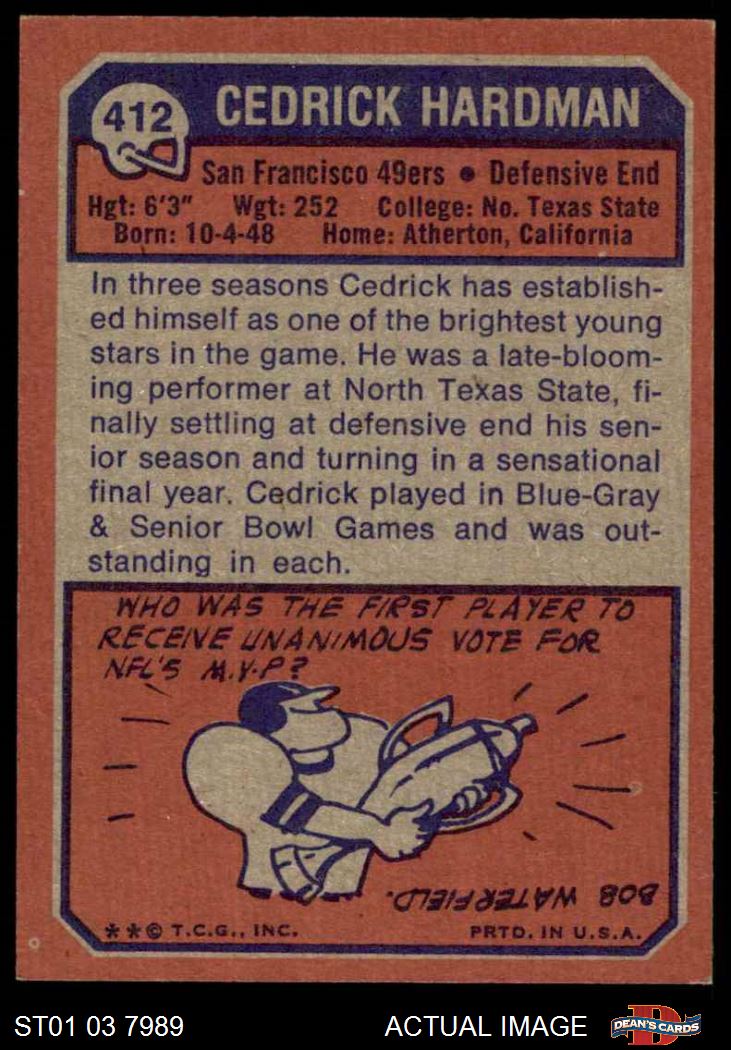 412
CEDRICK HARDMAN
San Francisco 49ers • Defensive End
Hgt: 6'3" Wgt: 252 College: No. Texas State
Born: 10-4-48 Home: Atherton, California
In three seasons Cedrick has establish-
ed himself as one of the brightest young
stars in the game. He was a late-bloom-
ing performer at North Texas State, fi-
nally settling at defensive end his sen-
ior season and turning in a sensational
final year. Cedrick played in Blue-Gray
& Senior Bowl Games and was out-
standing in each.
WHO WAS THE FIRST PLAYER TO
RECEIVE UNANIMOUS VOTE FOR
NFL'S M.V.P?
BOB WATERFIELD.
**© T.C.G., INC. PRTD. IN U.S.A.
ST01 03 7989 ACTUAL IMAGE
D
DEAN'S CARDS